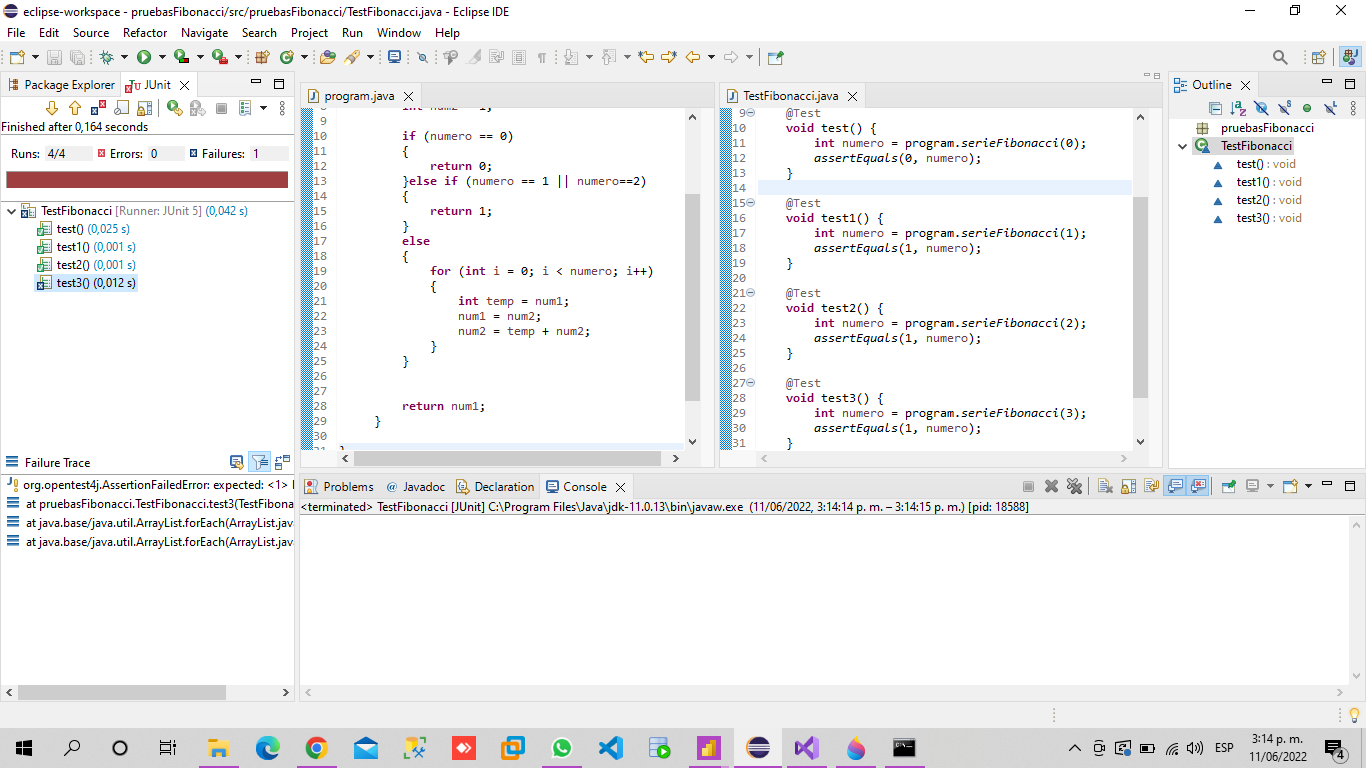 eclipse-workspace - pruebasFibonacci/src/pruebasFibonacci/TestFibonacci.java - Eclipse IDE
File Edit Source Refactor Navigate Search Project Run Window Help
Package Explorer JUnit
Finished after 0,164 seconds
Runs: 4/4 Errors: 0 Failures: 1
TestFibonacci [Runner: JUnit 5] (0,042 s)
test() (0,025 s)
test1() (0,001 s)
test2() (0,001 s)
test3() (0,012 s)
Failure Trace
org.opentest4j.AssertionFailedError: expected: <1>
at pruebasFibonacci.TestFibonacci.test3(TestFibona
at java.base/java.util.ArrayList.forEach(ArrayList.jav
at java.base/java.util.ArrayList.forEach(ArrayList.jav
program.java
9
10 if (numero == 0)
11 {
12 return 0;
13 }else if (numero == 1 || numero==2)
14 {
15 return 1;
16 }
17 else
18 {
19 for (int i = 0; i < numero; i++)
20 {
21 int temp = num1;
22 num1 = num2;
23 num2 = temp + num2;
24 }
25 }
26
27
28 return num1;
29 }
30
TestFibonacci.java
9 @Test
10 void test() {
11 int numero = program.serieFibonacci(0);
12 assertEquals(0, numero);
13 }
14
15 @Test
16 void test1() {
17 int numero = program.serieFibonacci(1);
18 assertEquals(1, numero);
19 }
20
21 @Test
22 void test2() {
23 int numero = program.serieFibonacci(2);
24 assertEquals(1, numero);
25 }
26
27 @Test
28 void test3() {
29 int numero = program.serieFibonacci(3);
30 assertEquals(1, numero);
31 }
Outline
pruebasFibonacci
TestFibonacci
test() : void
test1() : void
test2() : void
test3() : void
Problems @ Javadoc Declaration Console
<terminated> TestFibonacci [JUnit] C:\Program Files\Java\jdk-11.0.13\bin\javaw.exe (11/06/2022, 3:14:14 p. m. – 3:14:15 p. m.) [pid: 18588]
ESP
3:14 p. m.
11/06/2022
4